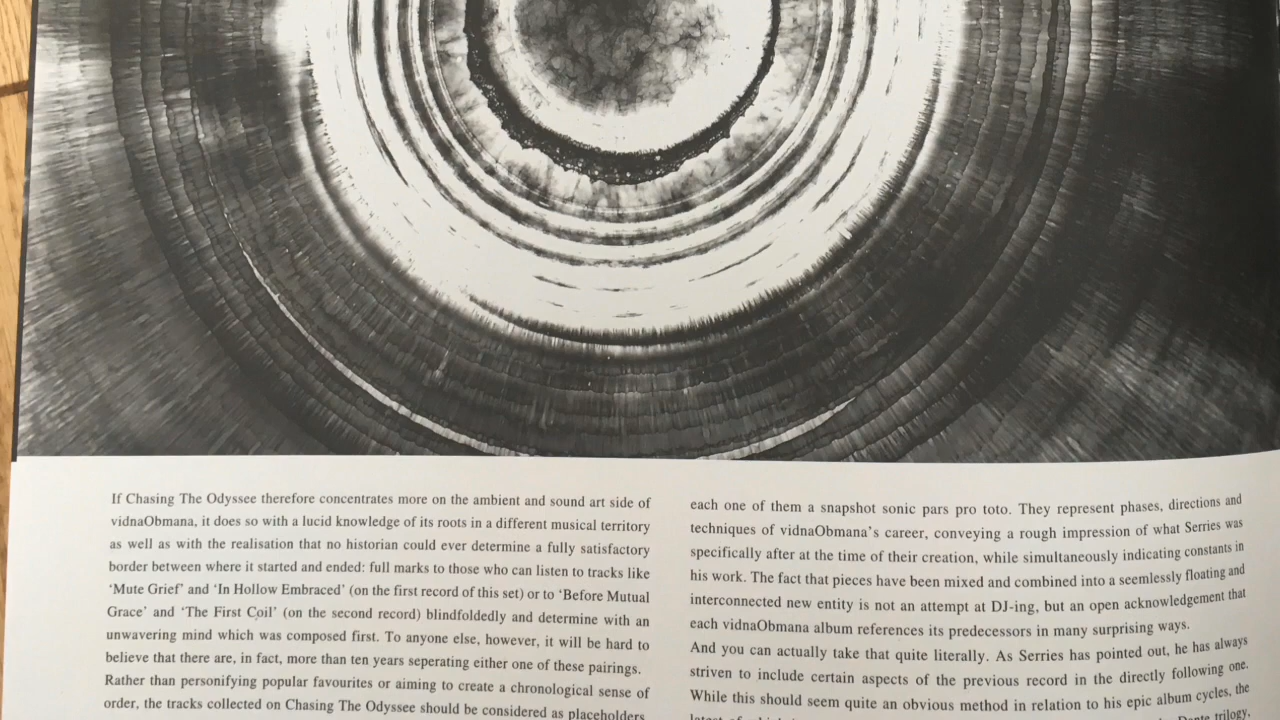 If Chasing The Odyssee therefore concentrates more on the ambient and sound art side of
vidnaObmana, it does so with a lucid knowledge of its roots in a different musical territory
as well as with the realisation that no historian could ever determine a fully satisfactory
border between where it started and ended: full marks to those who can listen to tracks like
‘Mute Grief’ and ‘In Hollow Embraced’ (on the first record of this set) or to ‘Before Mutual
Grace’ and ‘The First Coil’ (on the second record) blindfoldedly and determine with an
unwavering mind which was composed first. To anyone else, however, it will be hard to
believe that there are, in fact, more than ten years seperating either one of these pairings.
Rather than personifying popular favourites or aiming to create a chronological sense of
order, the tracks collected on Chasing The Odyssee should be considered as placeholders,
each one of them a snapshot sonic pars pro toto. They represent phases, directions and
techniques of vidnaObmana’s career, conveying a rough impression of what Serries was
specifically after at the time of their creation, while simultaneously indicating constants in
his work. The fact that pieces have been mixed and combined into a seemlessly floating and
interconnected new entity is not an attempt at DJ-ing, but an open acknowledgement that
each vidnaObmana album references its predecessors in many surprising ways.
And you can actually take that quite literally. As Serries has pointed out, he has always
striven to include certain aspects of the previous record in the directly following one.
While this should seem quite an obvious method in relation to his epic album cycles, the
Dante trilogy,